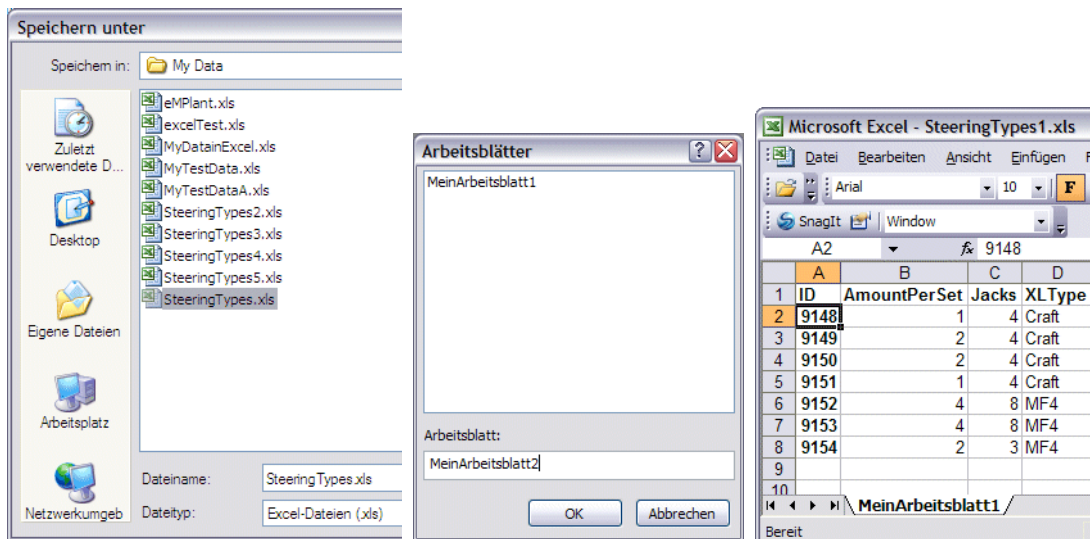 Speichern unter
Speichern in: My Data
Zuletzt
verwendete D...
Desktop
Eigene Dateien
Arbeitsplatz
Netzwerkumgeb
eMPlant.xls
excelTest.xls
MyDatainExcel.xls
MyTestData.xls
MyTestDataA.xls
SteeringTypes2.xls
SteeringTypes3.xls
SteeringTypes4.xls
SteeringTypes5.xls
SteeringTypes.xls
Dateiname: SteeringTypes.xls
Dateityp: Excel-Dateien (.xls)
Arbeitsblätter
MeinArbeitsblatt1
Arbeitsblatt:
MeinArbeitsblatt2
OK Abbrechen
Microsoft Excel - SteeringTypes1.xls
Datei Bearbeiten Ansicht Einfügen F
Arial 10 F
SnagIt Window
A2 fx 9148
A B C D
1 ID AmountPerSet Jacks XLType
2 9148 1 4 Craft
3 9149 2 4 Craft
4 9150 2 4 Craft
5 9151 1 4 Craft
6 9152 4 8 MF4
7 9153 4 8 MF4
8 9154 2 3 MF4
9
10
MeinArbeitsblatt1
Bereit